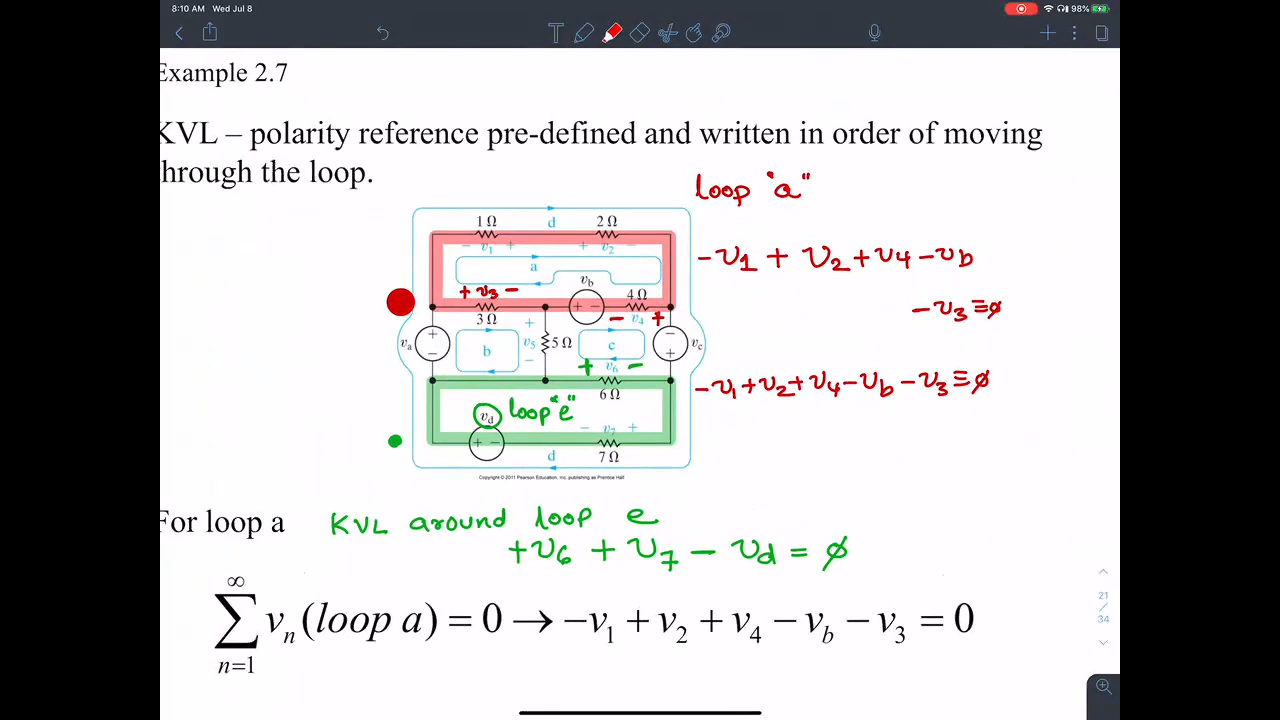 8:10 AM Wed Jul 8
98%
Example 2.7
KVL – polarity reference pre-defined and written in order of moving
through the loop.
loop "a"
-v1 + v2 + v4 - vb
- v3 ≡ ∅
-v1 + v2 + v4 - vb - v3 ≡ ∅
d
1 Ω
2 Ω
- v1 +
+ v2 -
a
+ v3 -
vb
4 Ω
+ -
3 Ω
- v4 +
va
+
-
b
+
v5
-
5 Ω
c
-
+
vc
+ v6 -
6 Ω
vd
loop "e"
- v7 +
+ -
d
7 Ω
Copyright © 2011 Pearson Education, Inc. publishing as Prentice Hall
For loop a
KVL around loop e
+v6 + v7 - vd = ∅
∞
∑ vn (loop a) = 0 → -v1 + v2 + v4 - vb - v3 = 0
n=1
21
/
34